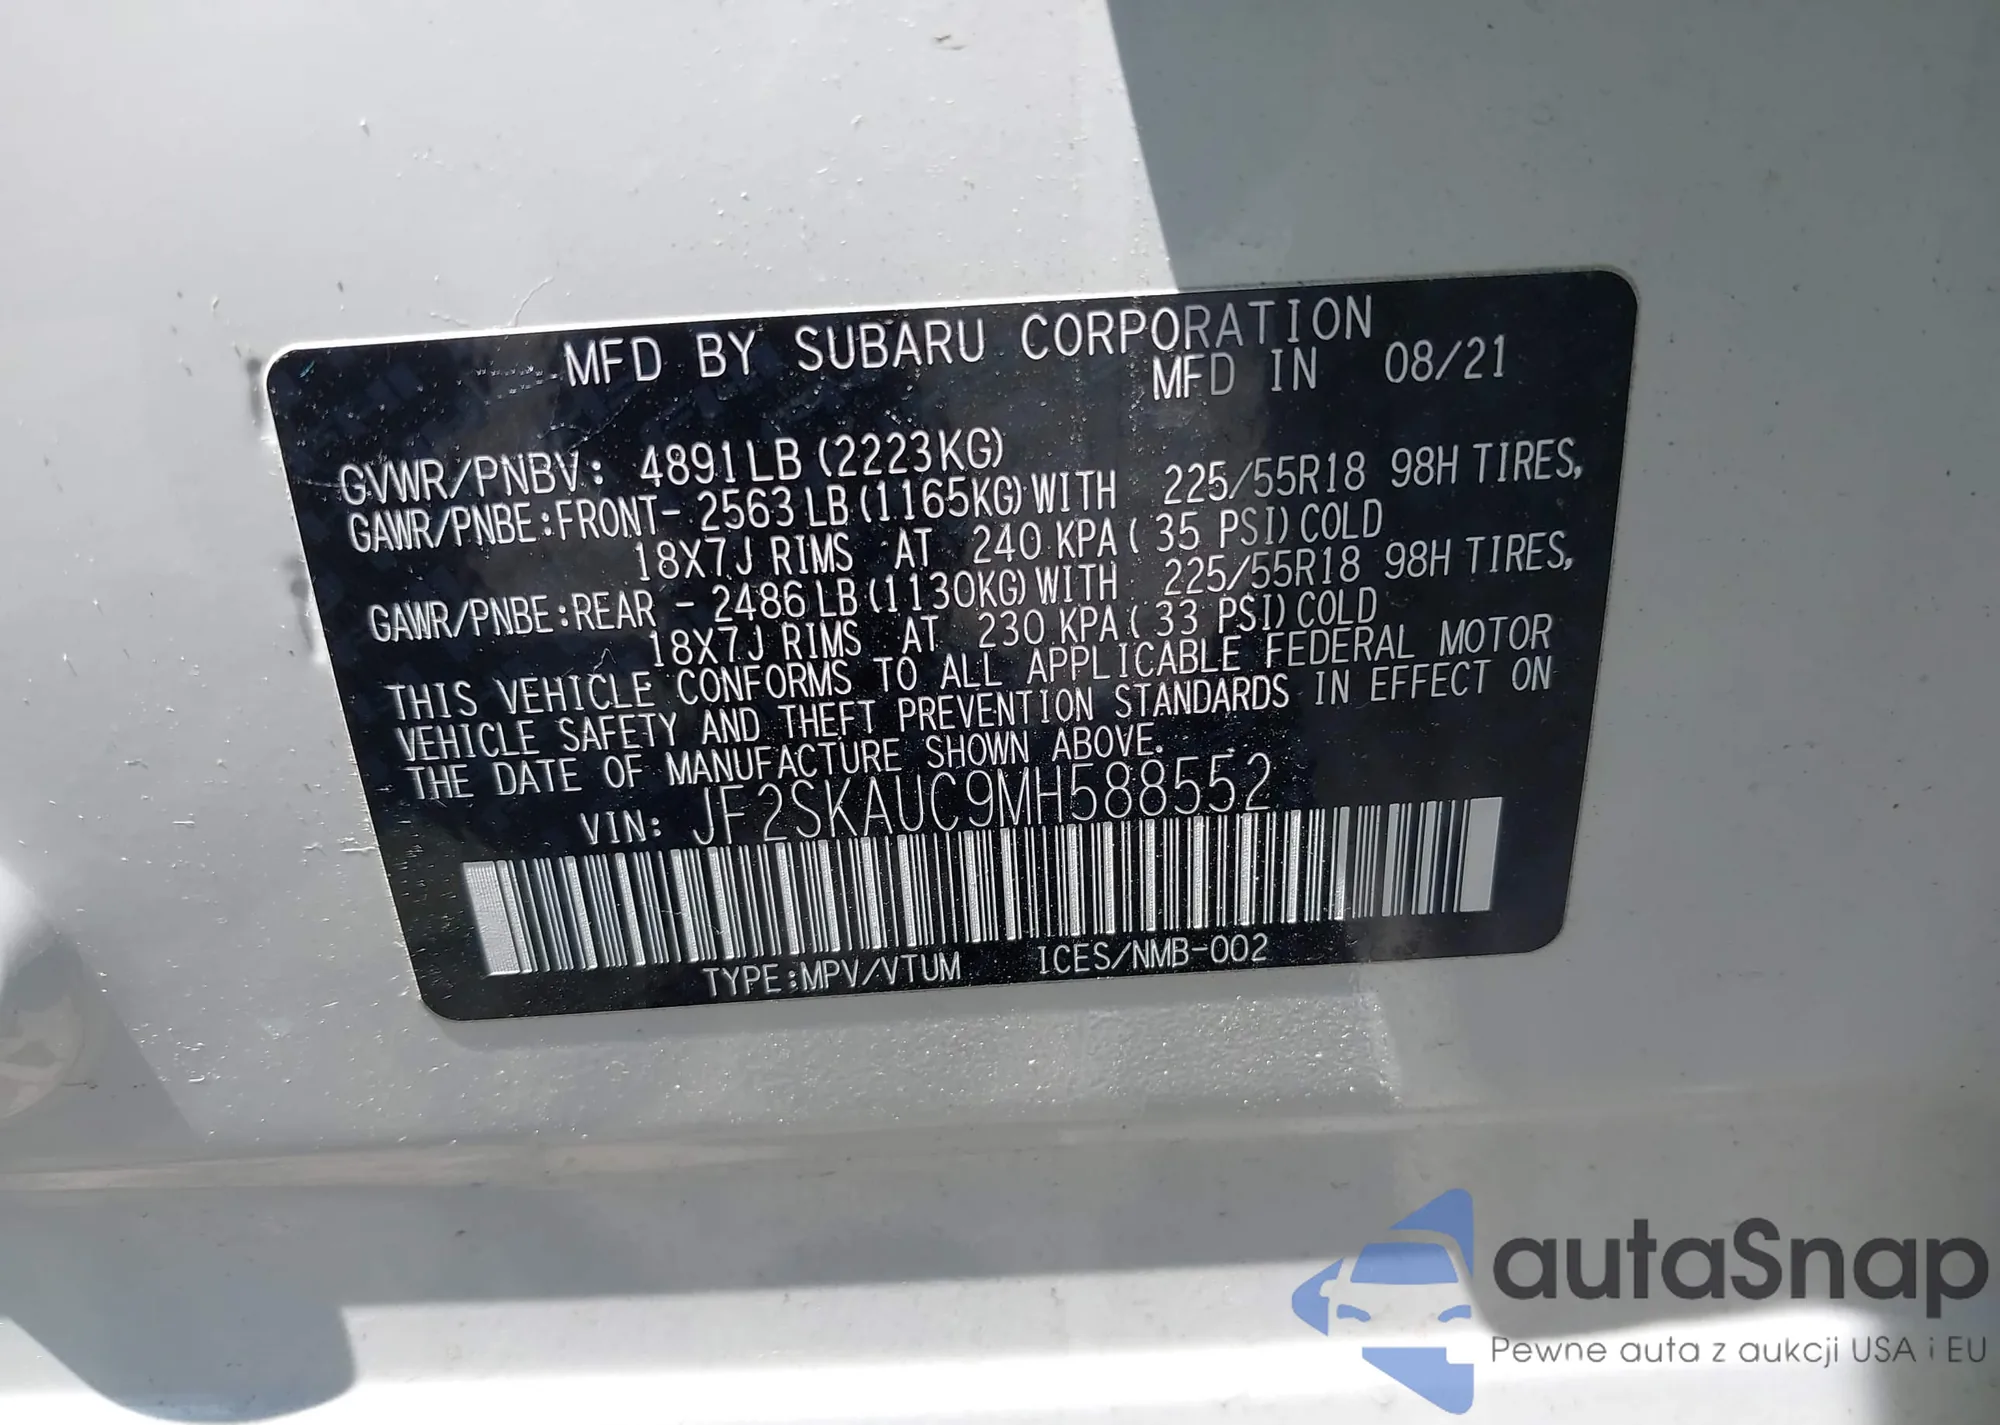 MFD BY SUBARU CORPORATION
MFD IN 08/21
GVWR/PNBV: 4891LB (2223KG)
GAWR/PNBE:FRONT- 2563LB (1165KG) WITH 225/55R18 98H TIRES,
18X7J RIMS AT 240 KPA ( 35 PSI) COLD
GAWR/PNBE:REAR - 2486LB (1130KG) WITH 225/55R18 98H TIRES,
18X7J RIMS AT 230 KPA ( 33 PSI) COLD
THIS VEHICLE CONFORMS TO ALL APPLICABLE FEDERAL MOTOR
VEHICLE SAFETY AND THEFT PREVENTION STANDARDS IN EFFECT ON
THE DATE OF MANUFACTURE SHOWN ABOVE.
VIN: JF2SKAUC9MH588552
TYPE:MPV/VTUM ICES/NMB-002
autaSnap
Pewne auta z aukcji USA i EU